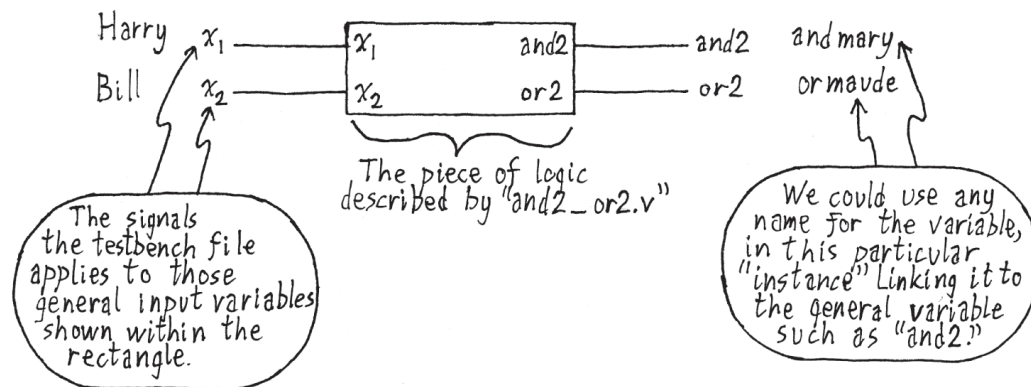 Harry x1 x1 and2 and2 andmary
Bill x2 x2 or2 or2 ormaude
The piece of logic
described by "and2_or2.v"
The signals
the testbench file
applies to those
general input variables
shown within the
rectangle.
We could use any
name for the variable,
in this particular
"instance" Linking it to
the general variable
such as "and2."